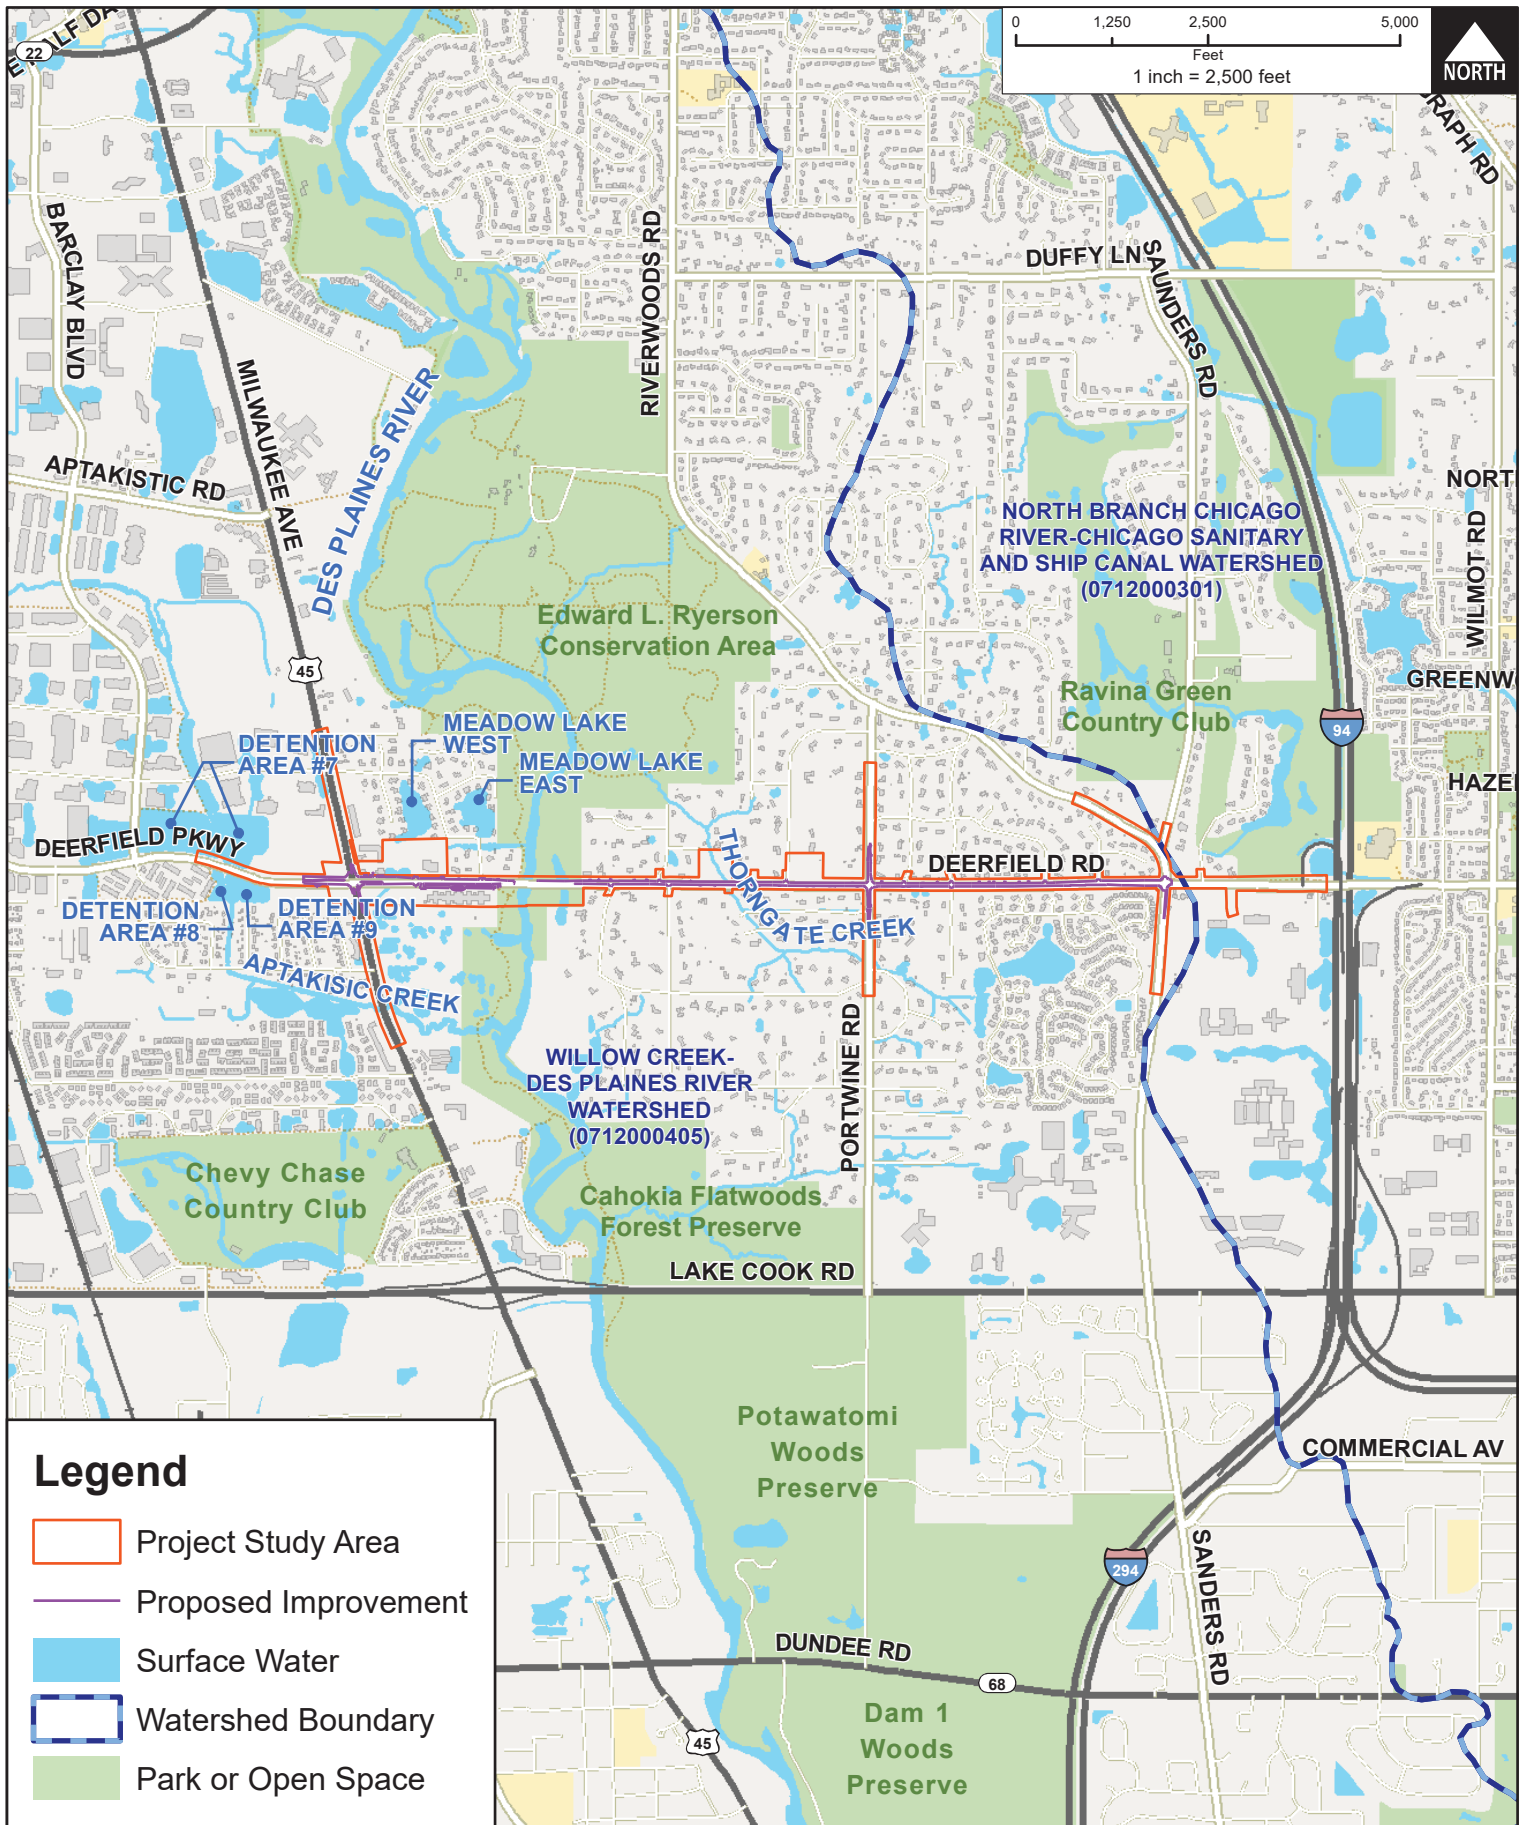 0 1,250 2,500 5,000
Feet
1 inch = 2,500 feet
NORTH
22
BARCLAY BLVD
MILWAUKEE AVE
RIVERWOODS RD
DUFFY LN
SAUNDERS RD
DES PLAINES RIVER
APTAKISTIC RD
NORTH BRANCH CHICAGO
RIVER-CHICAGO SANITARY
AND SHIP CANAL WATERSHED
(0712000301)
NORT
WILMOT RD
Edward L. Ryerson
Conservation Area
45
GREENW
Ravina Green
Country Club
94
MEADOW LAKE
WEST
MEADOW LAKE
EAST
DETENTION
AREA #7
HAZE
DEERFIELD PKWY
DEERFIELD RD
THORNGATE CREEK
DETENTION
AREA #8
DETENTION
AREA #9
APTAKISIC CREEK
PORTWINE RD
WILLOW CREEK-
DES PLAINES RIVER
WATERSHED
(0712000405)
Chevy Chase
Country Club
Cahokia Flatwoods
Forest Preserve
LAKE COOK RD
Potawatomi
Woods
Preserve
COMMERCIAL AV
294
SANDERS RD
DUNDEE RD
68
45
Dam 1
Woods
Preserve
Legend
Project Study Area
Proposed Improvement
Surface Water
Watershed Boundary
Park or Open Space